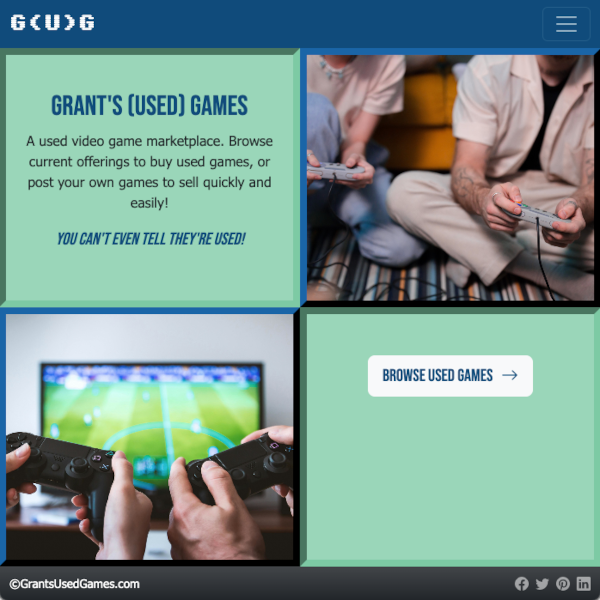 G(U)G
GRANT'S (USED) GAMES
A used video game marketplace. Browse
current offerings to buy used games, or
post your own games to sell quickly and
easily!
YOU CAN'T EVEN TELL THEY'RE USED!
BROWSE USED GAMES →
©GrantsUsedGames.com